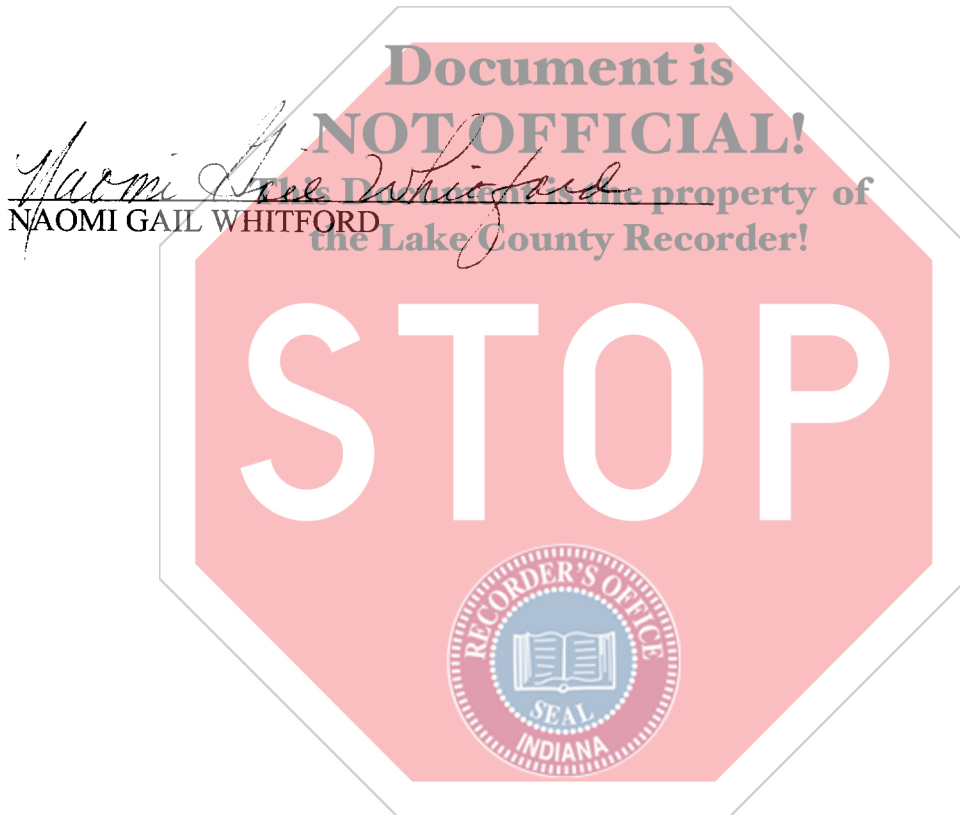 Document is
NOT OFFICIAL!
Naomi Gail Whitford
This Document is the property of
NAOMI GAIL WHITFORD
the Lake County Recorder!
STOP
RECORDER'S OFFICE
SEAL
INDIANA